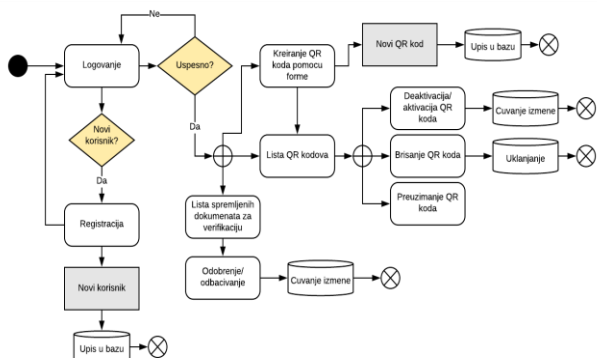 Ne
Logovanje
Uspesno?
Kreiranje QR
koda pomocu
forme
Novi QR kod
Upis u bazu
Novi
korisnik?
Da
Lista QR kodova
Deaktivacija/
aktivacija QR
koda
Cuvanje izmene
Brisanje QR koda
Uklanjanje
Preuzimanje QR
koda
Da
Registracija
Lista spremljenih
dokumenata za
verifikaciju
Odobrenje/
odbacivanje
Cuvanje izmene
Novi korisnik
Upis u bazu